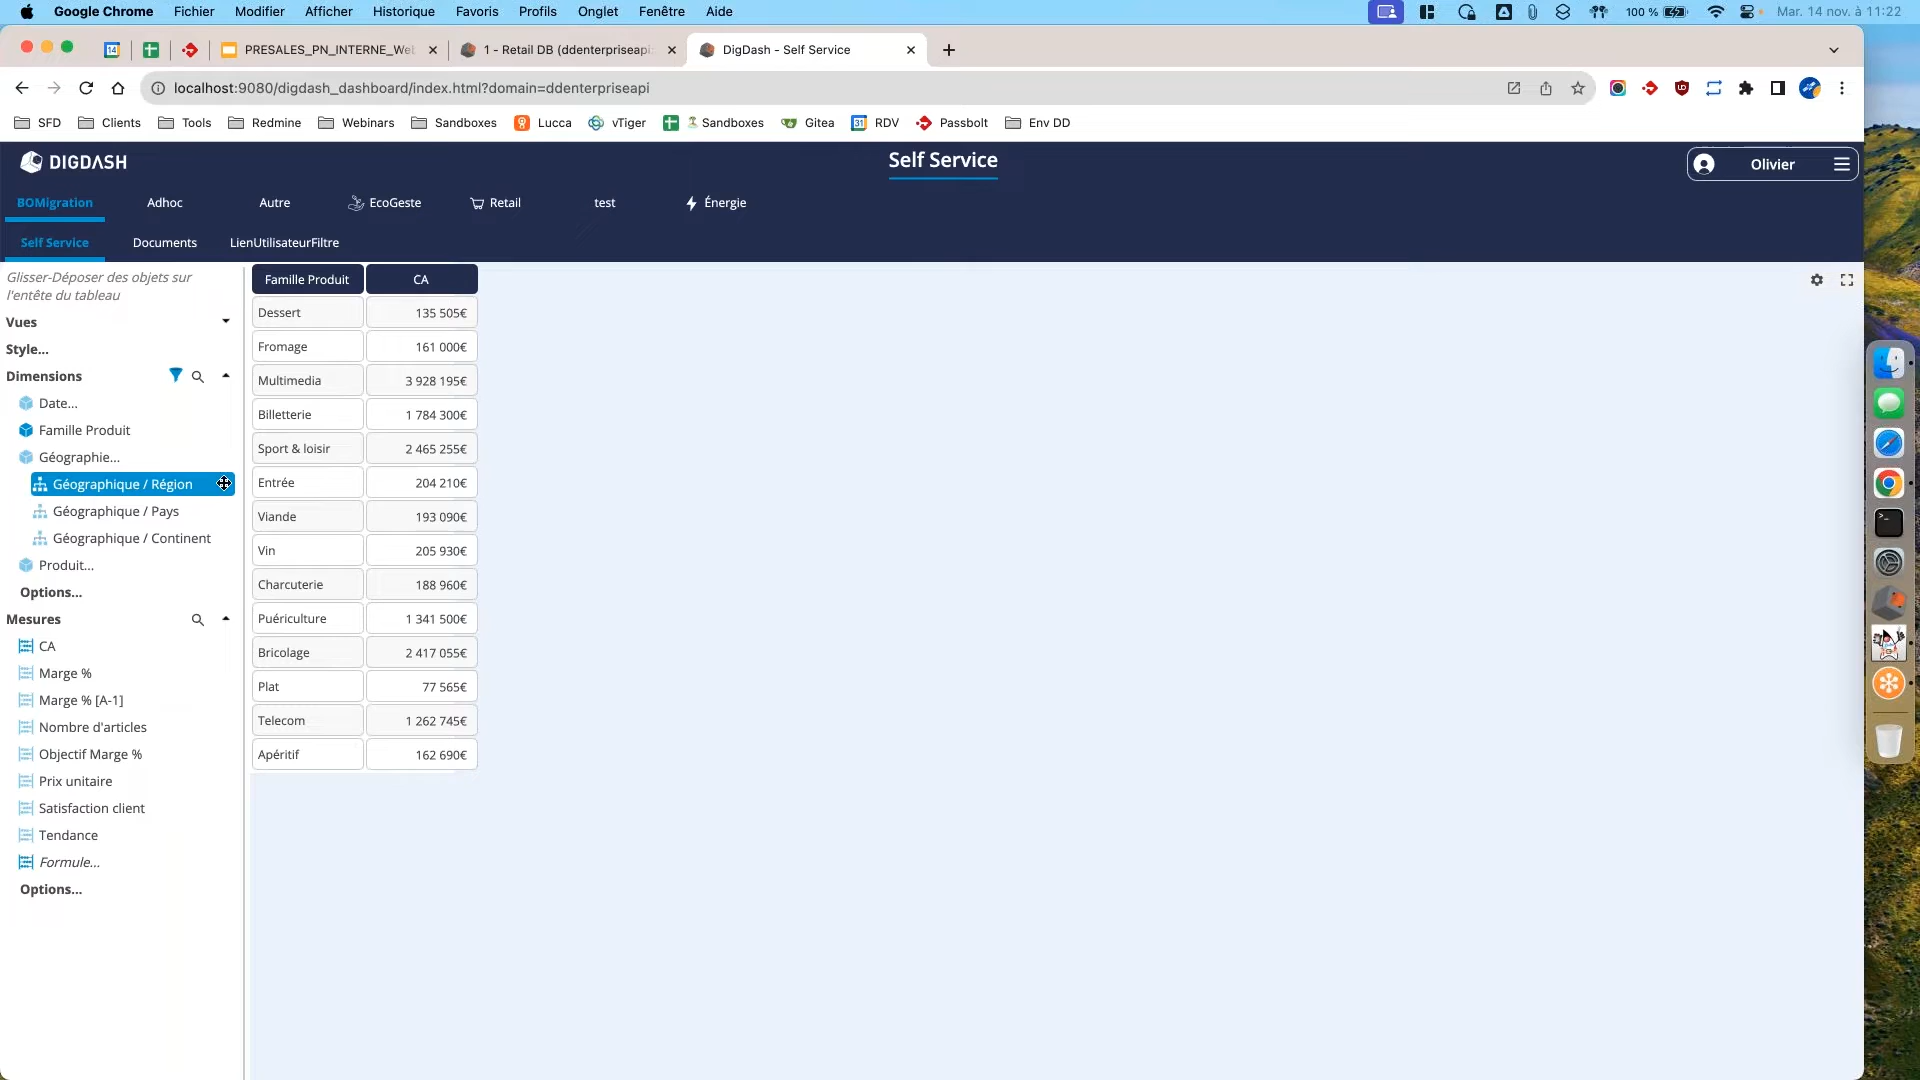 Google Chrome Fichier Modifier Afficher Historique Favoris Profils Onglet Fenêtre Aide 100 % Mar. 14 nov. à 11:22
14 PRESALES_PN_INTERNE_Web 1 - Retail DB (ddenterpriseapi DigDash - Self Service
localhost:9080/digdash_dashboard/index.html?domain=ddenterpriseapi
SFD Clients Tools Redmine Webinars Sandboxes Lucca vTiger Sandboxes Gitea 31 RDV Passbolt Env DD
DIGDASH Self Service Olivier
BOMigration Adhoc Autre EcoGeste Retail test Énergie
Self Service Documents LienUtilisateurFiltre
Glisser-Déposer des objets sur
l'entête du tableau
Vues
Style...
Dimensions
Date...
Famille Produit
Géographie...
Géographique / Région
Géographique / Pays
Géographique / Continent
Produit...
Options...
Mesures
CA
Marge %
Marge % [A-1]
Nombre d'articles
Objectif Marge %
Prix unitaire
Satisfaction client
Tendance
Formule...
Options...
Famille Produit CA
Dessert 135 505€
Fromage 161 000€
Multimedia 3 928 195€
Billetterie 1 784 300€
Sport & loisir 2 465 255€
Entrée 204 210€
Viande 193 090€
Vin 205 930€
Charcuterie 188 960€
Puériculture 1 341 500€
Bricolage 2 417 055€
Plat 77 565€
Telecom 1 262 745€
Apéritif 162 690€